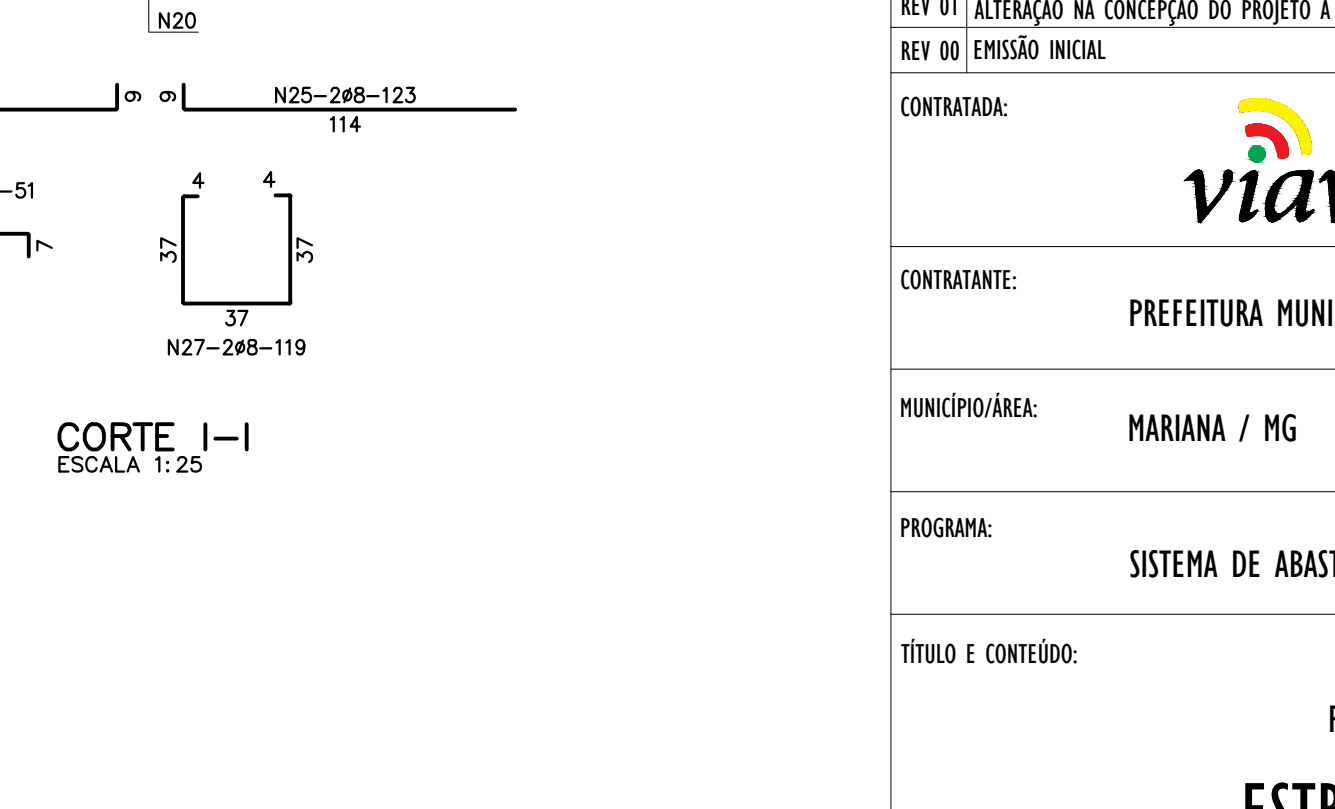 N20
9 9 N25-2ø8-123
114
-51
7
4 4
37 37
37
N27-2ø8-119
CORTE I-I
ESCALA 1:25
REV 01 ALTERAÇÃO NA CONCEPÇÃO DO PROJETO A
REV 00 EMISSÃO INICIAL
CONTRATADA:
CONTRATANTE:
PREFEITURA
MUNICÍPIO/ÁREA:
MARIANA / MG
PROGRAMA:
SISTEMA DE
TÍTULO E CONTEÚDO: